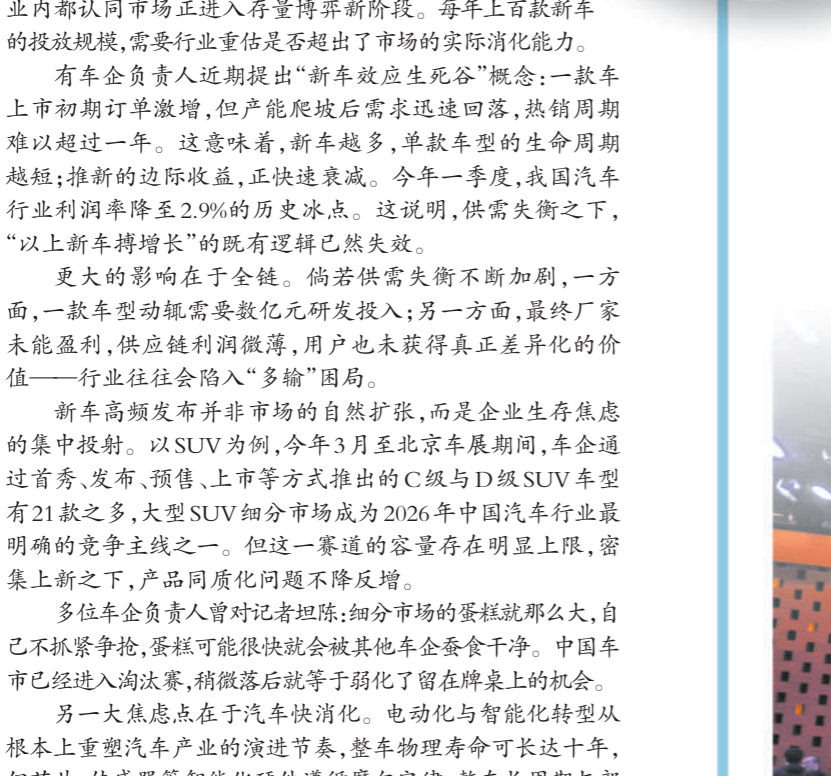 业内都认同市场正进入存量博弈新阶段。每年上百款新车
的投放规模,需要行业重估是否超出了市场的实际消化能力。
有车企负责人近期提出“新车效应生死谷”概念:一款车
上市初期订单激增,但产能爬坡后需求迅速回落,热销周期
难以超过一年。这意味着,新车越多,单款车型的生命周期
越短;推新的边际收益,正快速衰减。今年一季度,我国汽车
行业利润率降至2.9%的历史冰点。这说明,供需失衡之下,
“以上新车搏增长”的既有逻辑已然失效。
更大的影响在于全链。倘若供需失衡不断加剧,一方
面,一款车型动辄需要数亿元研发投入;另一方面,最终厂家
未能盈利,供应链利润微薄,用户也未获得真正差异化的价
值——行业往往会陷入“多输”困局。
新车高频发布并非市场的自然扩张,而是企业生存焦虑
的集中投射。以SUV为例,今年3月至北京车展期间,车企通
过首秀、发布、预售、上市等方式推出的C级与D级SUV车型
有21款之多,大型SUV细分市场成为2026年中国汽车行业最
明确的竞争主线之一。但这一赛道的容量存在明显上限,密
集上新之下,产品同质化问题不降反增。
多位车企负责人曾对记者坦陈:细分市场的蛋糕就那么大,自
己不抓紧争抢,蛋糕可能很快就会被其他车企蚕食干净。中国车
市已经进入淘汰赛,稍微落后就等于弱化了留在牌桌上的机会。
另一大焦虑点在于汽车快消化。电动化与智能化转型从
根本上重塑汽车产业的演进节奏,整车物理寿命可长达十年,